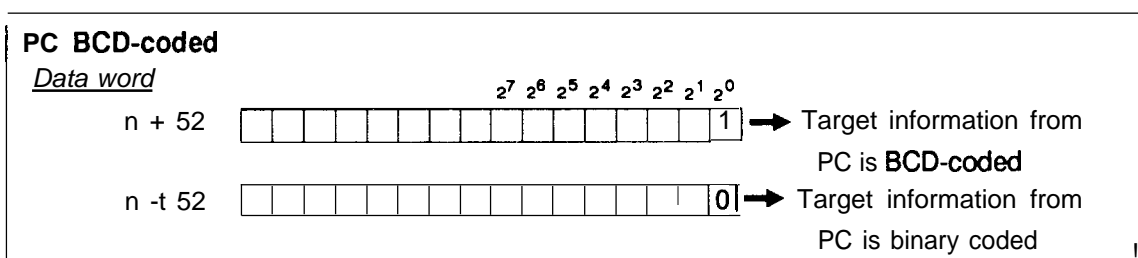 PC BCD-coded
Data word
2⁷ 2⁶ 2⁵ 2⁴ 2³ 2² 2¹ 2⁰
n + 52 1 Target information from
PC is BCD-coded
n -t 52 0 Target information from
PC is binary coded